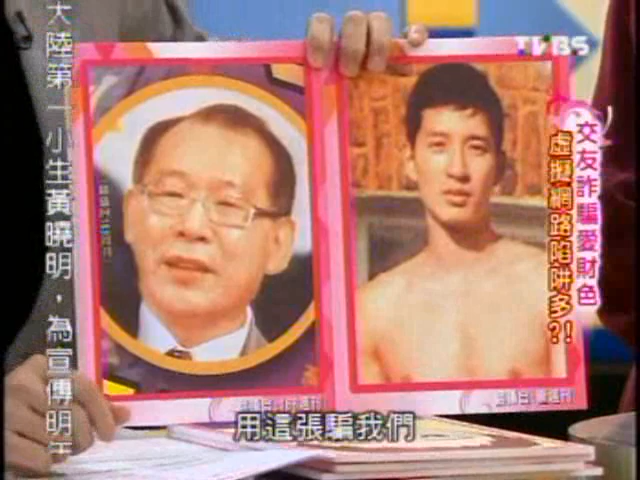 TVBS
大陸第一小生黃曉明，為宣傳明年
交友詐騙愛財色
虛擬網路陷阱多?!
用這張騙我們